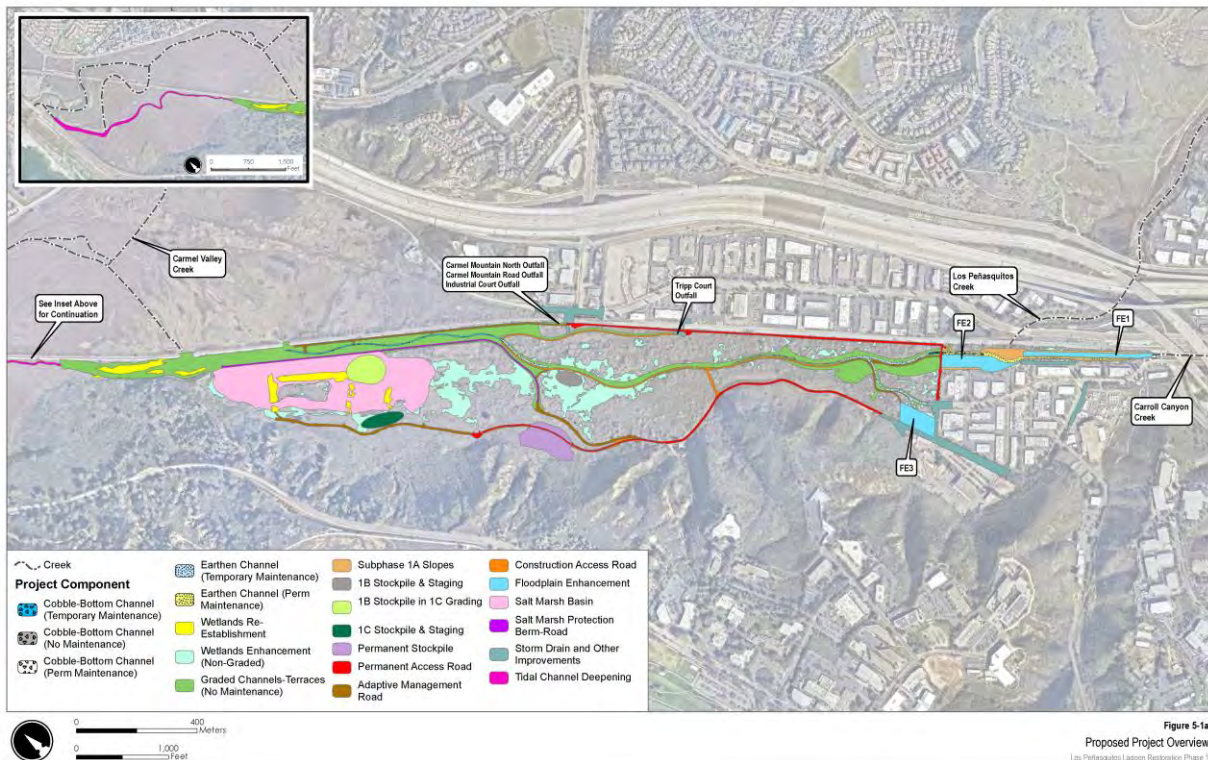 0 750 1,500
Feet
Carmel Valley
Creek
See Inset Above
for Continuation
Carmel Mountain North Outfall
Carmel Mountain Road Outfall
Industrial Court Outfall
Tripp Court
Outfall
Los Peñasquitos
Creek
FE2
FE1
Carroll Canyon
Creek
FE3
Creek
Project Component
Cobble-Bottom Channel
(Temporary Maintenance)
Cobble-Bottom Channel
(No Maintenance)
Cobble-Bottom Channel
(Perm Maintenance)
Earthen Channel
(Temporary Maintenance)
Earthen Channel (Perm
Maintenance)
Wetlands Re-
Establishment
Wetlands Enhancement
(Non-Graded)
Graded Channels-Terraces
(No Maintenance)
Subphase 1A Slopes
1B Stockpile & Staging
1B Stockpile in 1C Grading
1C Stockpile & Staging
Permanent Stockpile
Permanent Access Road
Adaptive Management
Road
Construction Access Road
Floodplain Enhancement
Salt Marsh Basin
Salt Marsh Protection
Berm-Road
Storm Drain and Other
Improvements
Tidal Channel Deepening
0 400
Meters
0 1,000
Feet
Figure 5-1a
Proposed Project Overview
Los Peñasquitos Lagoon Restoration Phase 1